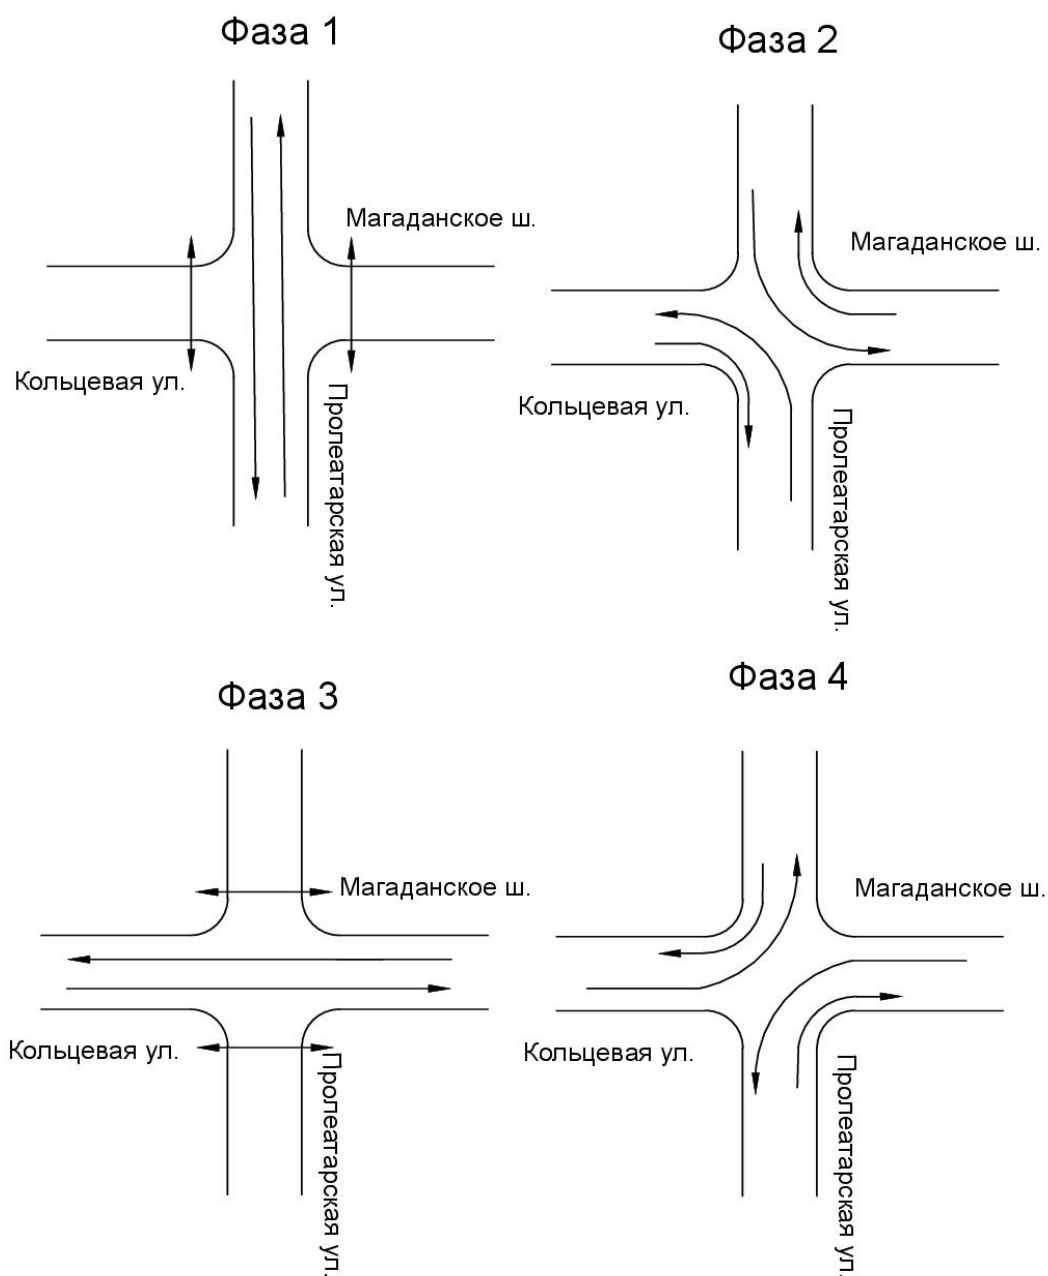 Фаза 1
Фаза 2
Магаданское ш.
Магаданское ш.
Кольцевая ул.
Кольцевая ул.
Пролеатарская ул.
Пролеатарская ул.
Фаза 3
Фаза 4
Магаданское ш.
Магаданское ш.
Кольцевая ул.
Кольцевая ул.
Пролеатарская ул.
Пролеатарская ул.